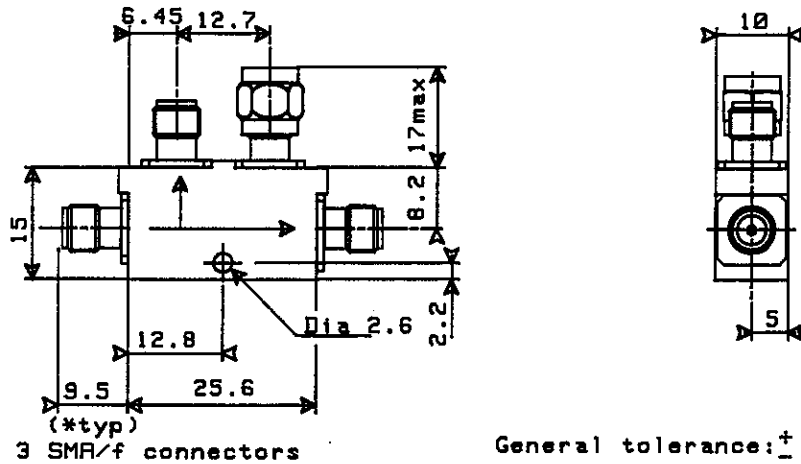 6.45 12.7
10
17max
8.2
15
Dia 2.6
2.2
12.8
5
9.5 25.6
(*typ)
3 SMA/f connectors
General tolerance:±